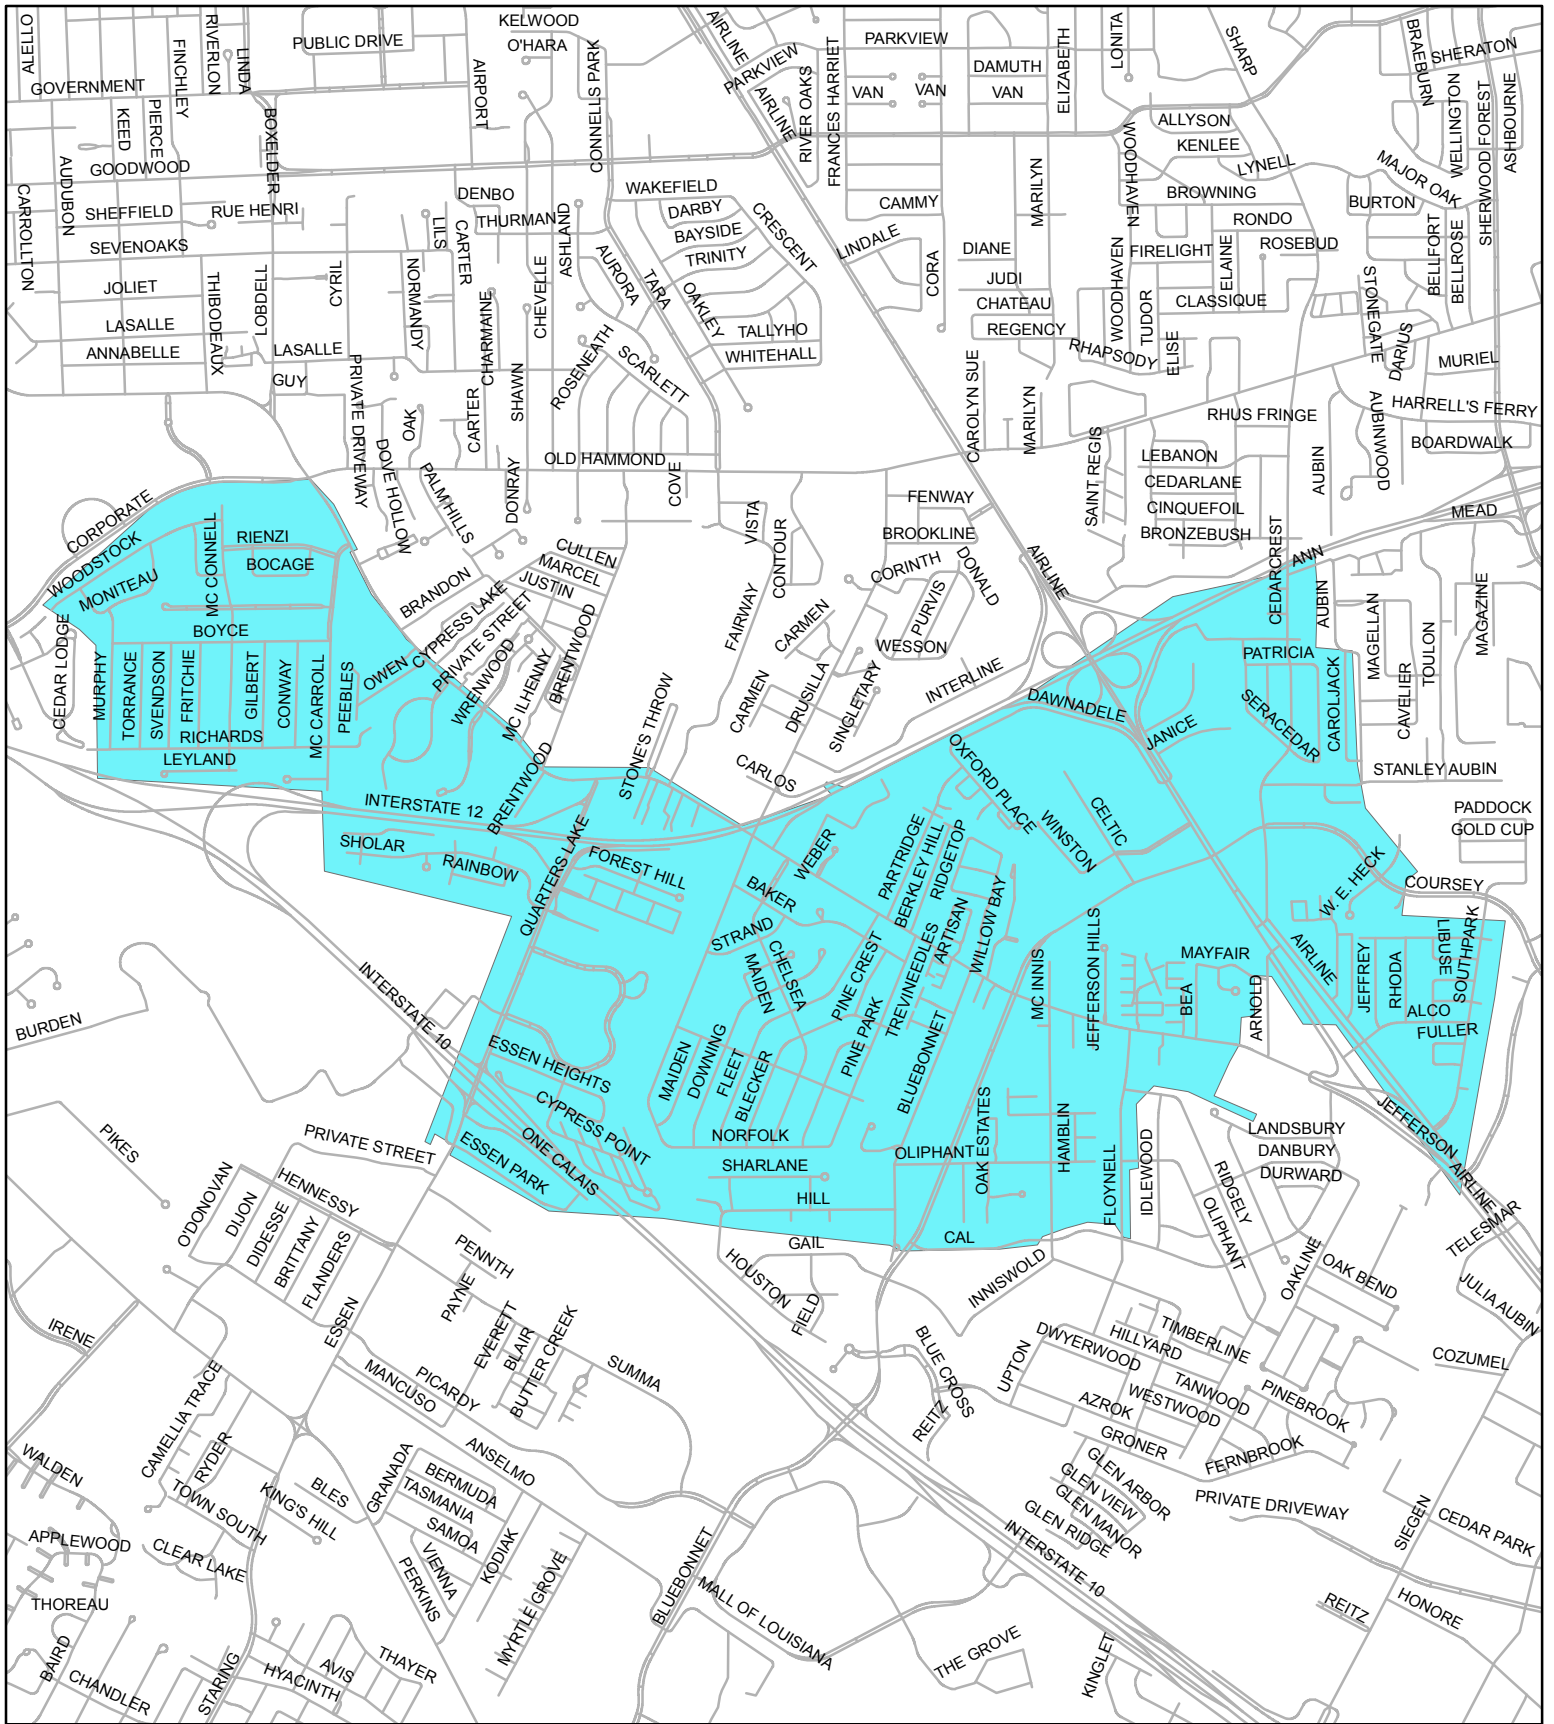 KELWOOD
O'HARA
PUBLIC DRIVE
AIRLINE
PARKVIEW
SHARP
BRAEBURN
SHERATON
ALELLO
FINCHLEY
RIVERLON
LINDA
GOVERNMENT
AIRPORT
CONNELLS PARK
PARKVIEW
AIRLINE
RIVER OAKS
FRANCES HARRIET
VAN
VAN
DAMUTH
VAN
ELIZABETH
LONITA
WELLINGTON
SHERWOOD FOREST
ASHBOURNE
KEED
PIERCE
BOXELDER
GOODWOOD
ALLYSON
KENLEE
LYNELL
MAJOR OAK
AUDUBON
CARROLLTON
SHEFFIELD
RUE HENRI
SEVENOAKS
DENBO
THURMAN
LILS
CARTER
WAKEFIELD
DARBY
BAYSIDE
TRINITY
CRESCENT
CAMMY
LINDALE
CORA
MARILYN
WOODHAVEN
BROWNING
RONDO
ROSEBUD
BURTON
BELLFORT
BELLROSE
DIANE
JUDI
CHATEAU
REGENCY
FIRELIGHT
ELAINE
CLASSIQUE
WOODHAVEN
TUDOR
ELISE
RHAPSODY
STONEGATE
DARIUS
MURIEL
JOLIET
THIBODEAUX
LOBDELL
CYRIL
NORMANDY
CHARMAINE
CHEVELLE
ASHLAND
AURORA
TARA
OAKLEY
TALLYHO
WHITEHALL
LASALLE
ANNABELLE
LASALLE
GUY
PRIVATE DRIVEWAY
OAK
DOVE HOLLOW
CARTER
SHAWN
ROSENEATH
SCARLETT
CAROLYN SUE
MARILYN
RHUS FRINGE
AUBIN
AUBINWOOD
HARRELL'S FERRY
BOARDWALK
OLD HAMMOND
COVE
PALM HILLS
DONRAY
SAINT REGIS
LEBANON
CEDARLANE
CINQUEFOIL
BRONZEBUSH
MEAD
CORPORATE
WOODSTOCK
MC CONNELL
RIENZI
BOCAGE
MONITEAU
FENWAY
BROOKLINE
CORINTH
DONALD
AIRLINE
VISTA
CONTOUR
CULLEN
MARCEL
JUSTIN
BRANDON
CYPRESS LAKE
PRIVATE STREET
WRENWOOD
MC ILHENNY
BRENTWOOD
FAIRWAY
CARMEN
PURVIS
WESSON
CEDARCREST
ANN
AUBIN
MAGELLAN
TOULON
MAGAZINE
BOYCE
CEDAR LODGE
MURPHY
TORRANCE
SVENDSON
FRITCHIE
GILBERT
CONWAY
MC CARROLL
PEEBLES
OWEN
RICHARDS
LEYLAND
CARMEN
DRUSILLA
SINGLETARY
INTERLINE
DAWNADELE
JANICE
PATRICIA
SERACEDAR
CAROLJACK
CAVELIER
STANLEY AUBIN
INTERSTATE 12
BRENTWOOD
STONE'S THROW
CARLOS
OXFORD PLACE
WINSTON
CELTIC
PADDOCK
GOLD CUP
SHOLAR
RAINBOW
QUARTERS LAKE
FOREST HILL
WEBER
BAKER
PARTRIDGE
BERKLEY HILL
RIDGETOP
W. E. HECK
COURSEY
STRAND
CHELSEA
MAIDEN
PINE CREST
PINE PARK
TREVINEEDLES
ARTISAN
WILLOW BAY
MC INNIS
JEFFERSON HILLS
MAYFAIR
BEA
ARNOLD
AIRLINE
JEFFREY
RHODA
LIBUSE
SOUTHPARK
ALCO
FULLER
INTERSTATE 10
BURDEN
ESSEN HEIGHTS
CYPRESS POINT
ONE CALAIS
ESSEN PARK
MAIDEN
DOWNING
FLEET
BLECKER
NORFOLK
SHARLANE
HILL
BLUEBONNET
OLIPHANT
OAK ESTATES
HAMBLIN
FLOYNELL
IDLEWOOD
CAL
LANDSBURY
DANBURY
DURWARD
JEFFERSON
AIRLINE
PIKES
PRIVATE STREET
O'DONOVAN
HENNESSY
DIJON
DIDESSE
BRITTANY
FLANDERS
ESSEN
PENNTH
PAYNE
GAIL
HOUSTON
FIELD
INNISWOLD
RIDGELY
OLIPHANT
OAKLINE
OAK BEND
TELESMAR
JULIA AUBIN
IRENE
EVERETT
BLAIR
BUTTER CREEK
SUMMA
MANCUSO
PICARDY
BLUE CROSS
REITZ
UPTON
DWYERWOOD
HILLYARD
TIMBERLINE
COZUMEL
AZROK
WESTWOOD
TANWOOD
PINEBROOK
GRONER
FERNBROOK
CAMELLIA TRACE
WALDEN
RYDER
TOWN SOUTH
KING'S HILL
BLES
GRANADA
ANSELMO
BERMUDA
TASMANIA
SAMOA
VIENNA
KODIAK
GLEN ARBOR
GLEN VIEW
GLEN MANOR
GLEN RIDGE
PRIVATE DRIVEWAY
SIEGEN
CEDAR PARK
APPLEWOOD
CLEAR LAKE
PERKINS
MYRTLE GROVE
BLUEBONNET
MALL OF LOUISIANA
INTERSTATE 10
REITZ
HONORE
THOREAU
BAIRD
CHANDLER
STARING
HYACINTH
AVIS
THAYER
THE GROVE
KINGLET